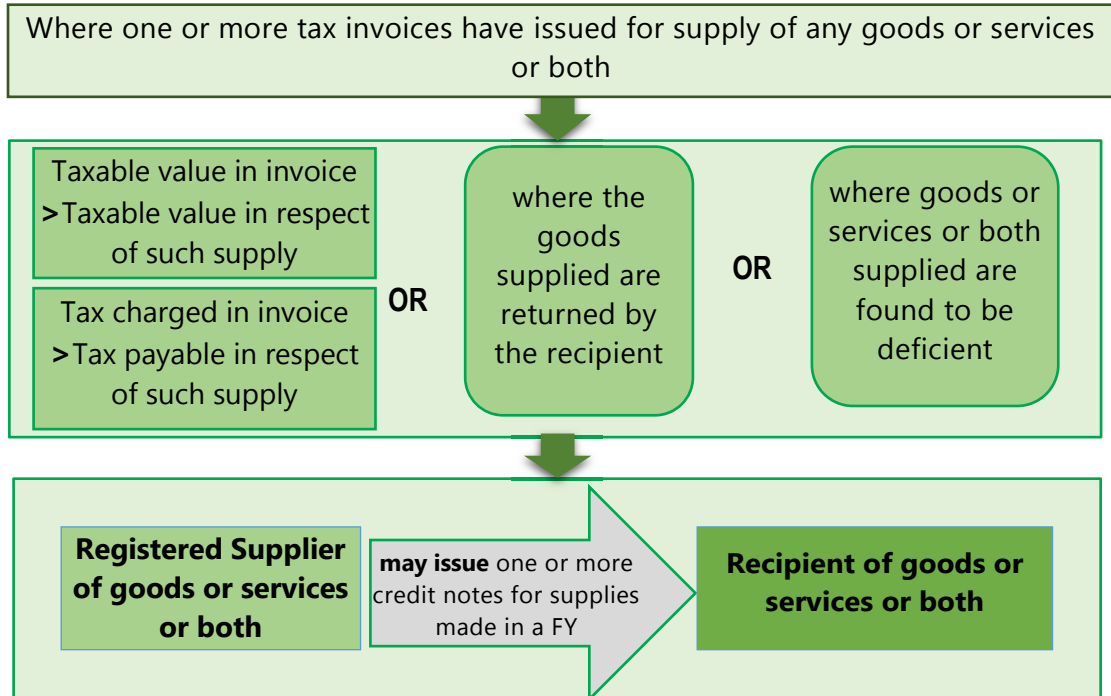 Where one or more tax invoices have issued for supply of any goods or services
or both
Taxable value in invoice
>Taxable value in respect
of such supply
Tax charged in invoice
>Tax payable in respect
of such supply
OR
where the
goods
supplied are
returned by
the recipient
OR
where goods or
services or both
supplied are
found to be
deficient
Registered Supplier
of goods or services
or both
may issue one or more
credit notes for supplies
made in a FY
Recipient of goods or
services or both